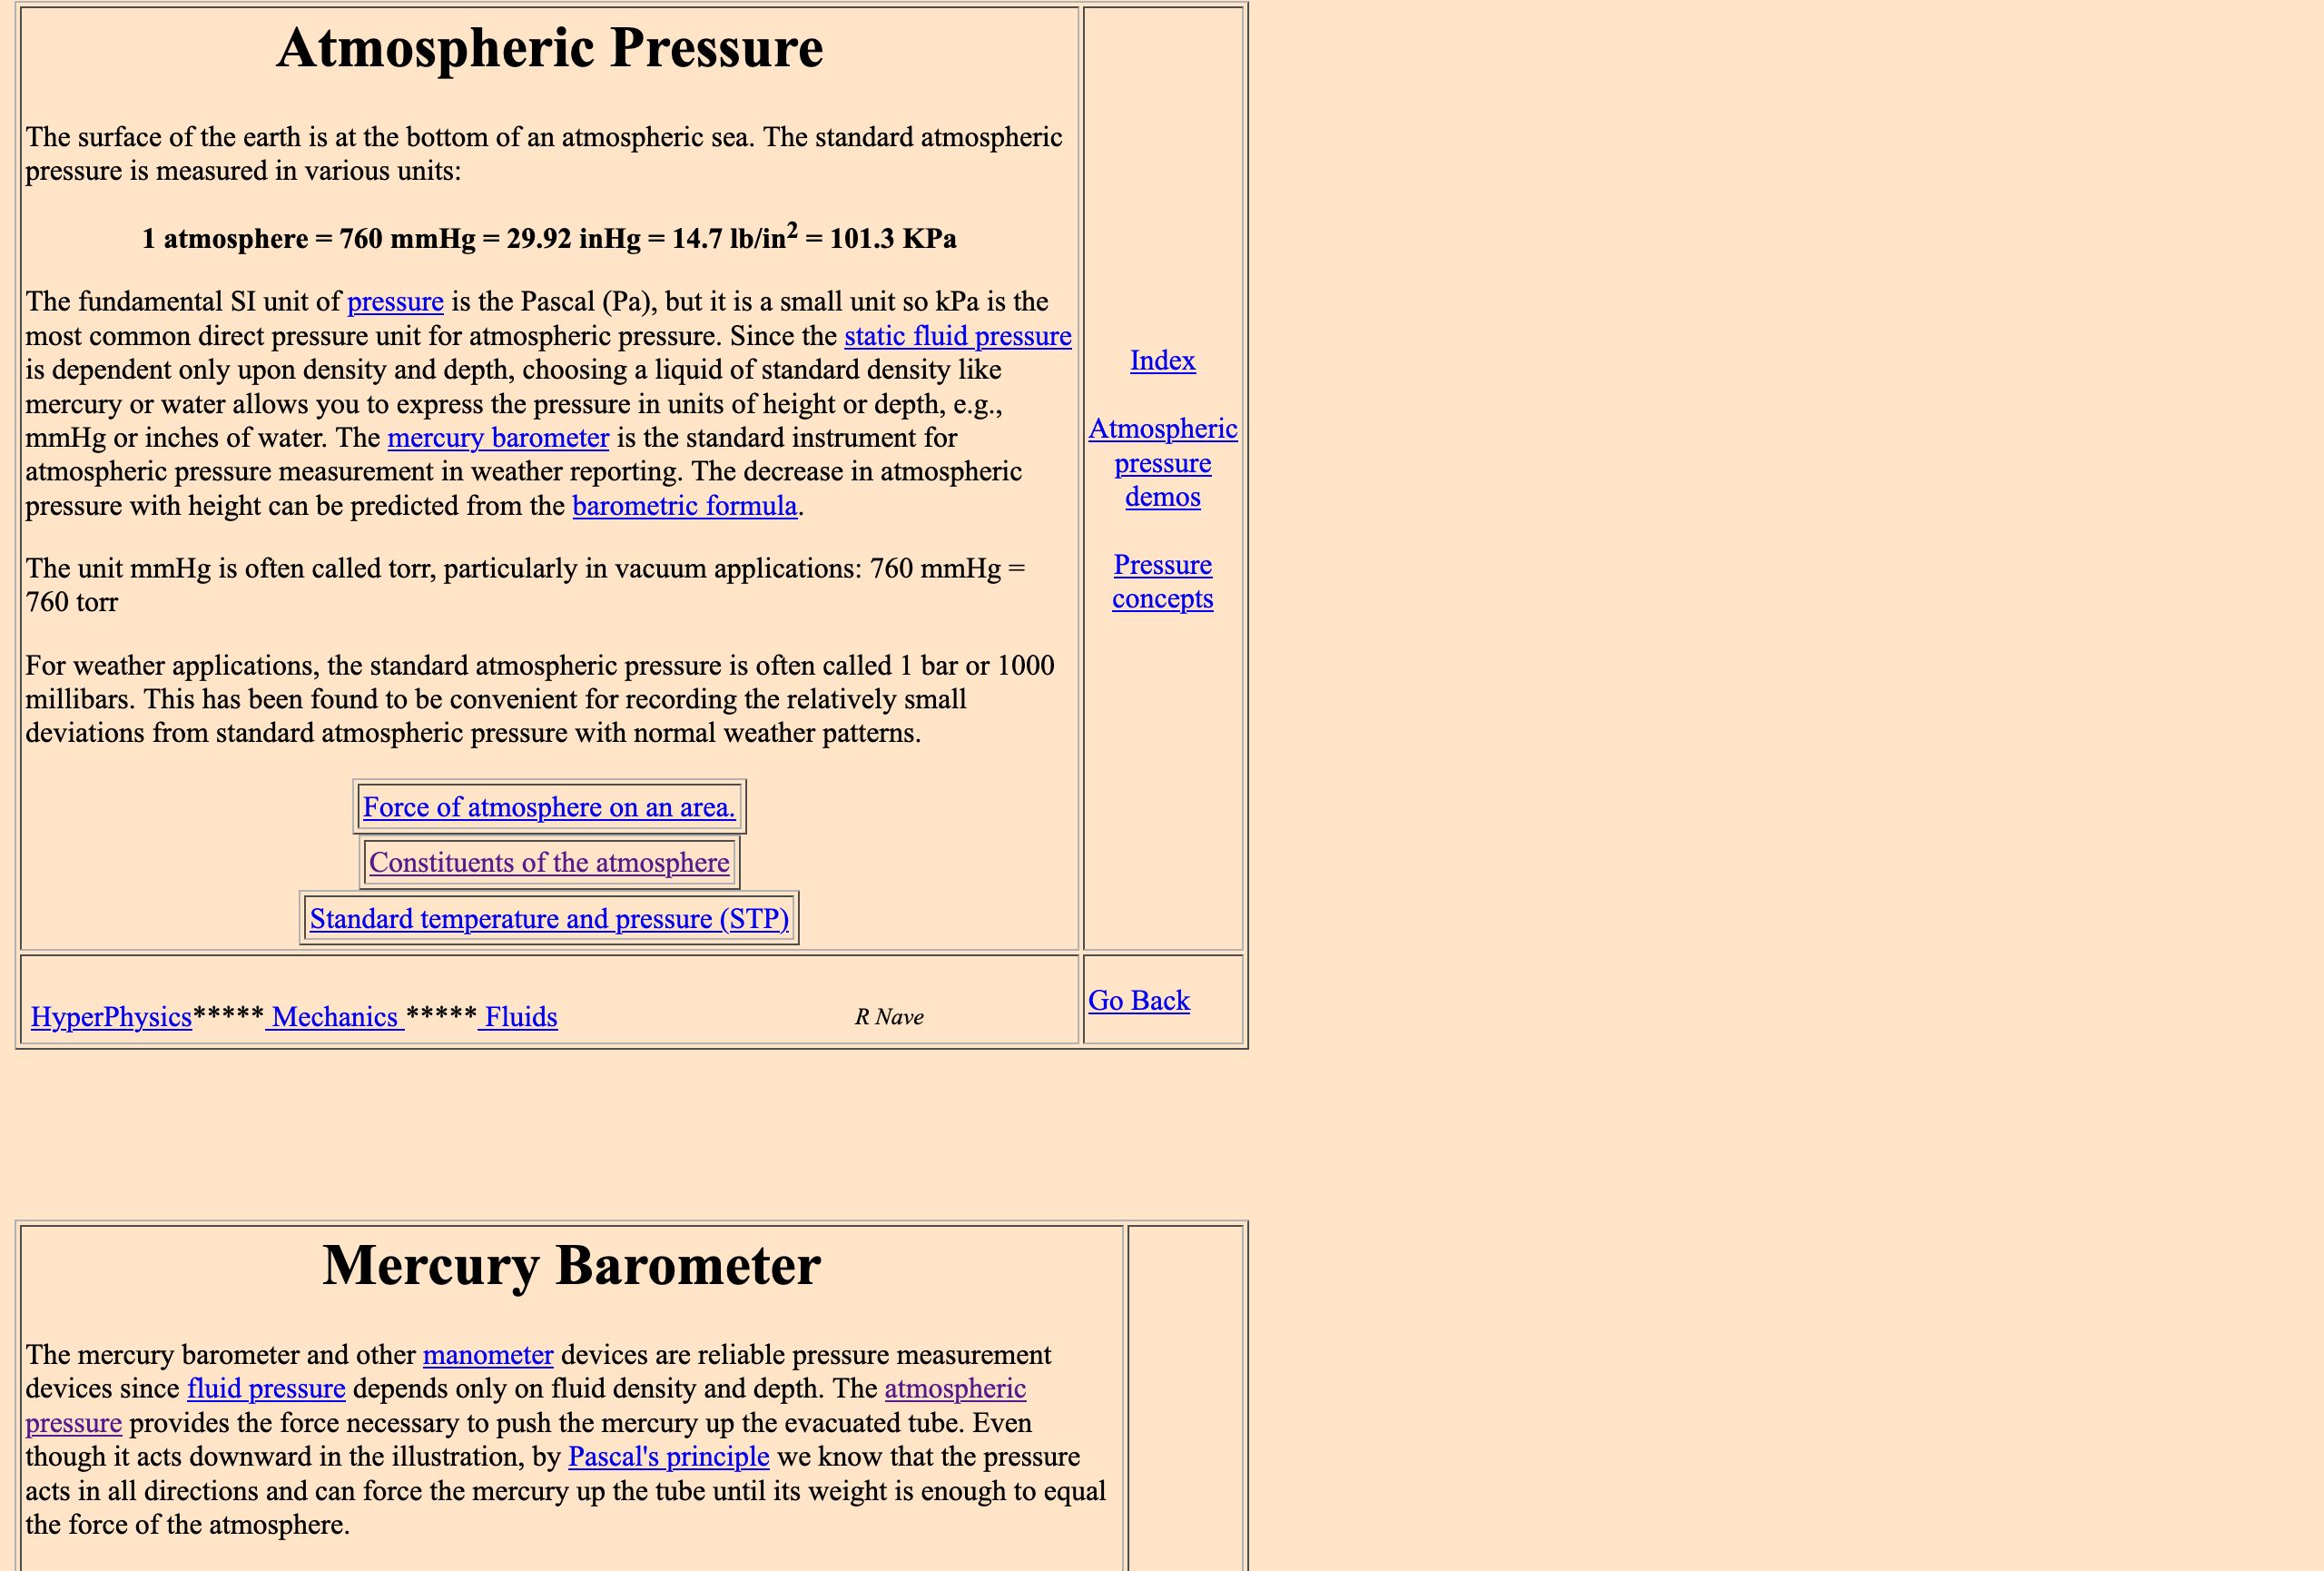 Atmospheric Pressure
The surface of the earth is at the bottom of an atmospheric sea. The standard atmospheric
pressure is measured in various units:
1 atmosphere = 760 mmHg = 29.92 inHg = 14.7 lb/in² = 101.3 KPa
The fundamental SI unit of pressure is the Pascal (Pa), but it is a small unit so kPa is the
most common direct pressure unit for atmospheric pressure. Since the static fluid pressure
is dependent only upon density and depth, choosing a liquid of standard density like
mercury or water allows you to express the pressure in units of height or depth, e.g.,
mmHg or inches of water. The mercury barometer is the standard instrument for
atmospheric pressure measurement in weather reporting. The decrease in atmospheric
pressure with height can be predicted from the barometric formula.
The unit mmHg is often called torr, particularly in vacuum applications: 760 mmHg =
760 torr
For weather applications, the standard atmospheric pressure is often called 1 bar or 1000
millibars. This has been found to be convenient for recording the relatively small
deviations from standard atmospheric pressure with normal weather patterns.
Force of atmosphere on an area.
Constituents of the atmosphere
Standard temperature and pressure (STP)
Index
Atmospheric
pressure
demos
Pressure
concepts
HyperPhysics***** Mechanics ***** Fluids R Nave
Go Back
Mercury Barometer
The mercury barometer and other manometer devices are reliable pressure measurement
devices since fluid pressure depends only on fluid density and depth. The atmospheric
pressure provides the force necessary to push the mercury up the evacuated tube. Even
though it acts downward in the illustration, by Pascal's principle we know that the pressure
acts in all directions and can force the mercury up the tube until its weight is enough to equal
the force of the atmosphere.